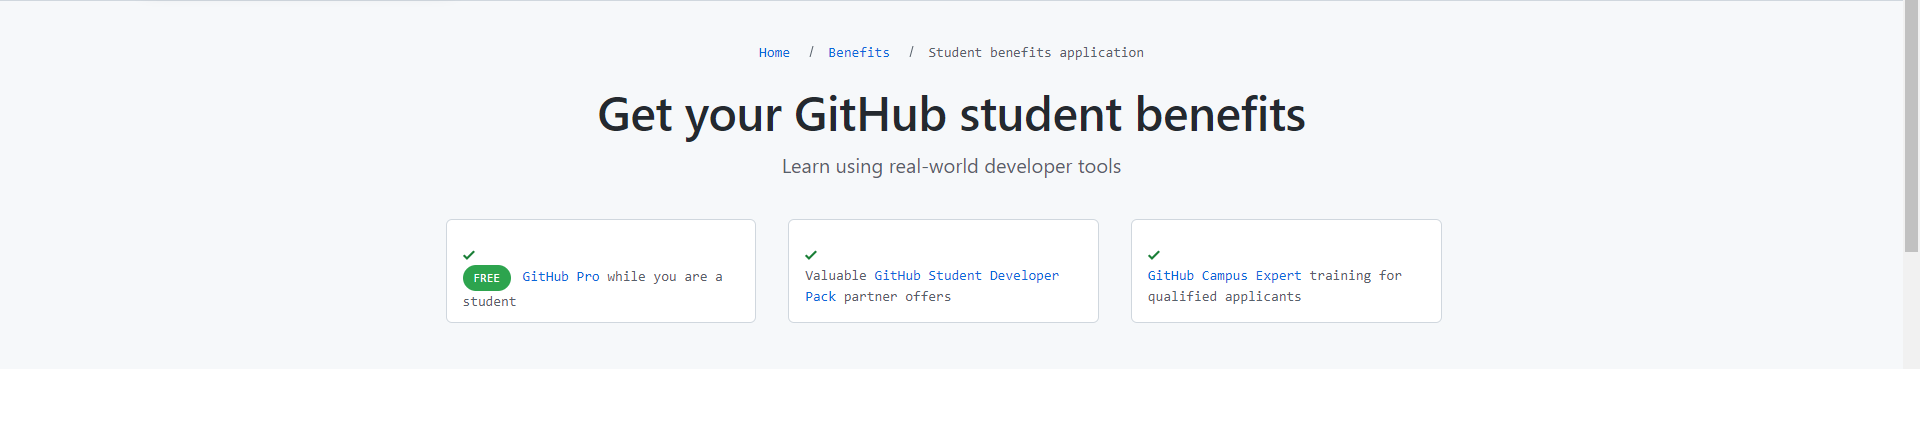 Home / Benefits / Student benefits application
Get your GitHub student benefits
Learn using real-world developer tools
FREE GitHub Pro while you are a
student
Valuable GitHub Student Developer
Pack partner offers
GitHub Campus Expert training for
qualified applicants